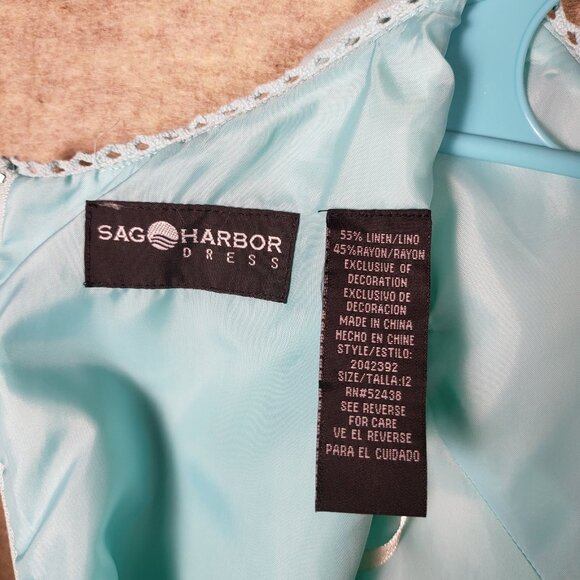 SAG HARBOR
DRESS
55% LINEN/LINO
45%RAYON/RAYON
EXCLUSIVE OF
DECORATION
EXCLUSIVO DE
DECORACION
MADE IN CHINA
HECHO EN CHINE
STYLE/ESTILO:
2042392
SIZE/TALLA:12
RN#52438
SEE REVERSE
FOR CARE
VE EL REVERSE
PARA EL CUIDADO